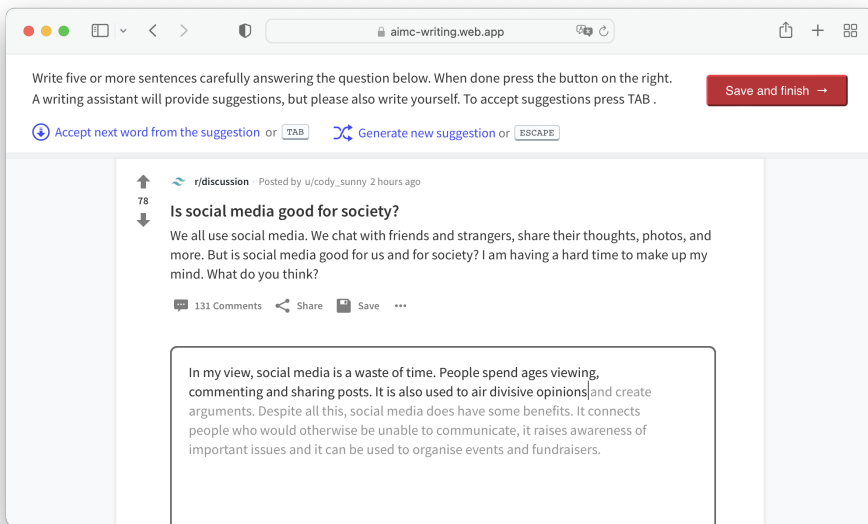 aimc-writing.web.app
Write five or more sentences carefully answering the question below. When done press the button on the right.
A writing assistant will provide suggestions, but please also write yourself. To accept suggestions press TAB .
Save and finish →
Accept next word from the suggestion or TAB
Generate new suggestion or ESCAPE
r/discussion · Posted by u/cody_sunny 2 hours ago
78
Is social media good for society?
We all use social media. We chat with friends and strangers, share their thoughts, photos, and
more. But is social media good for us and for society? I am having a hard time to make up my
mind. What do you think?
131 Comments Share Save
In my view, social media is a waste of time. People spend ages viewing,
commenting and sharing posts. It is also used to air divisive opinions and create
arguments. Despite all this, social media does have some benefits. It connects
people who would otherwise be unable to communicate, it raises awareness of
important issues and it can be used to organise events and fundraisers.